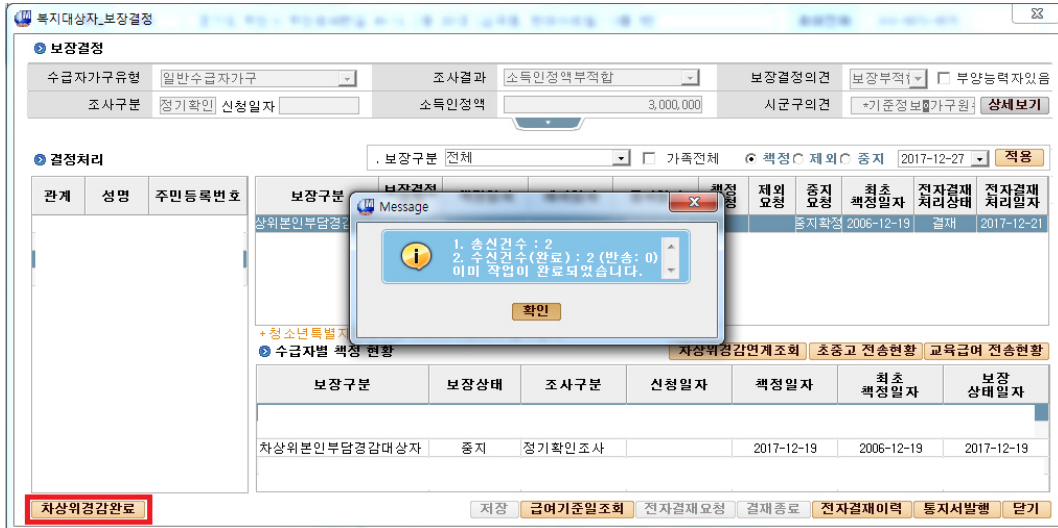 복지대상자_보장결정
보장결정
수급자가구유형 일반수급자가구 조사결과 소득인정액부적합 보장결정의견 보장부적 부양능력자있음
조사구분 정기확인 신청일자 소득인정액 3,000,000 시군구의견 *기준정보 가구원 상세보기
결정처리 . 보장구분 전체 가족전체 책정 제외 중지 2017-12-27 적용
관계 성명 주민등록번호 보장구분 보장결정 제외요청 중지요청 최초책정일자 전자결재처리상태 전자결재처리일자
상위본인부담경감 중지확정 2006-12-19 결재 2017-12-21
Message
1. 송신건수 : 2
2. 수신건수(완료) : 2 (반송: 0)
이미 작업이 완료되었습니다.
확인
+청소년특별지
수급자별 책정 현황 차상위경감연계조회 초중고 전송현황 교육급여 전송현황
보장구분 보장상태 조사구분 신청일자 책정일자 최초책정일자 보장상태일자
차상위본인부담경감대상자 중지 정기확인조사 2017-12-19 2006-12-19 2017-12-19
차상위경감완료 저장 급여기준일조회 전자결재요청 결재종료 전자결재이력 통지서발행 닫기